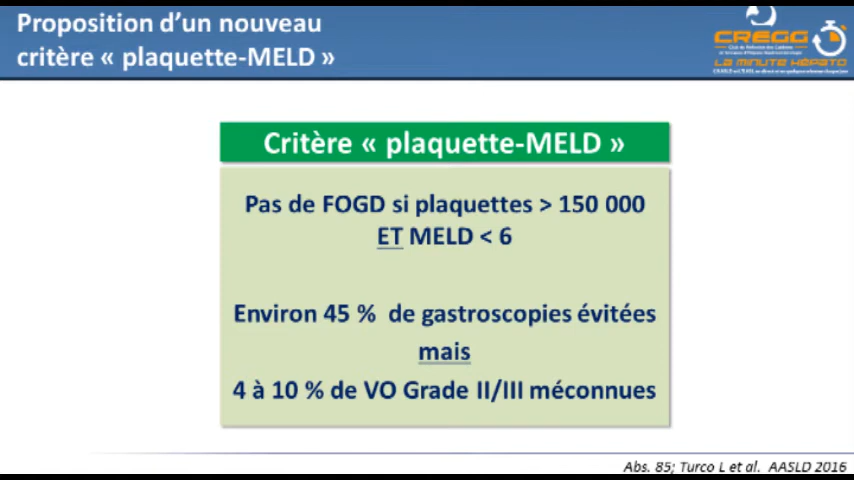 Proposition d'un nouveau
critère « plaquette-MELD »
CREGG
LA MINUTE HÉPATO
Critère « plaquette-MELD »
Pas de FOGD si plaquettes > 150 000
ET MELD < 6
Environ 45 % de gastroscopies évitées
mais
4 à 10 % de VO Grade II/III méconnues
Abs. 85; Turco L et al. AASLD 2016